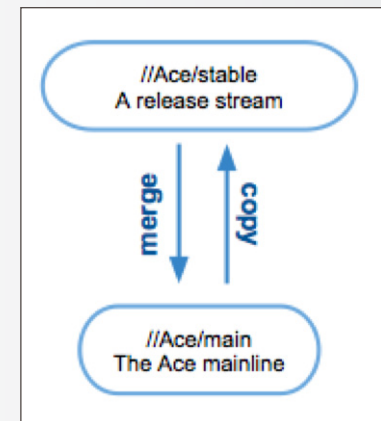 //Ace/stable
A release stream
merge
copy
//Ace/main
The Ace mainline